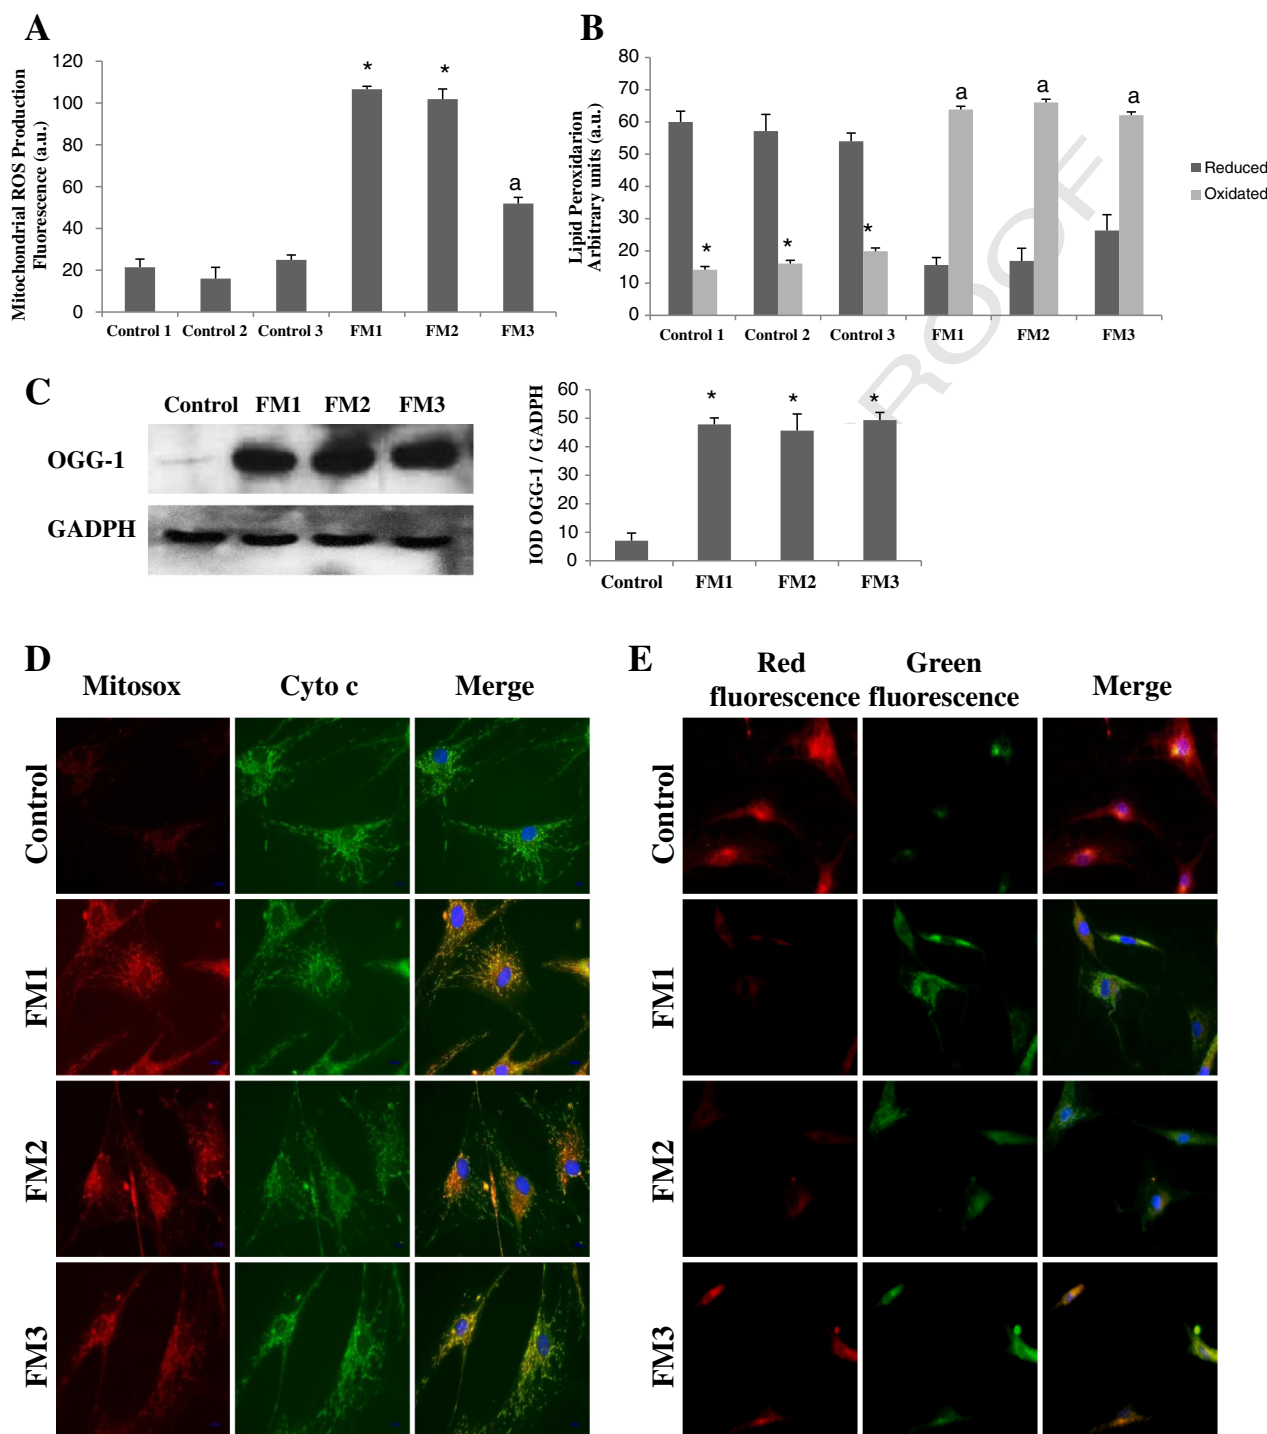 A
Mitochondrial ROS Production
Fluorescence (a.u.)
120
100
80
60
40
20
0
*
*
a
Control 1
Control 2
Control 3
FM1
FM2
FM3
B
Lipid Peroxidarion
Arbitrary units (a.u.)
80
70
60
50
40
30
20
10
0
*
*
*
a
a
a
Control 1
Control 2
Control 3
FM1
FM2
FM3
Reduced
Oxidated
ROOF
C
Control FM1 FM2 FM3
OGG-1
GADPH
IOD OGG-1 / GADPH
60
50
40
30
20
10
0
*
*
*
Control
FM1
FM2
FM3
D
Mitosox
Cyto c
Merge
Control
FM1
FM2
FM3
E
Red
fluorescence
Green
fluorescence
Merge
Control
FM1
FM2
FM3